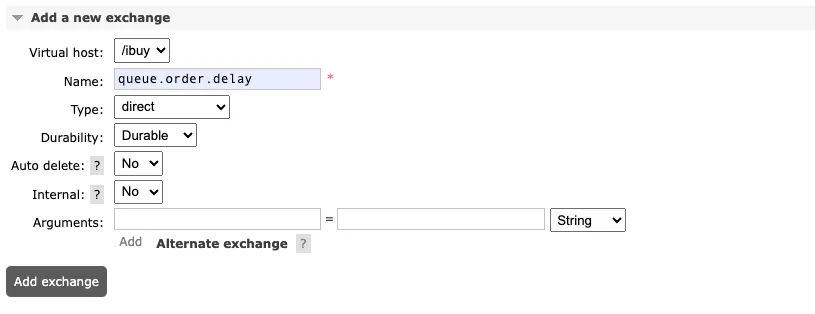 Add a new exchange
Virtual host: /ibuy
Name: queue.order.delay *
Type: direct
Durability: Durable
Auto delete: ? No
Internal: ? No
Arguments: = String
Add Alternate exchange ?
Add exchange